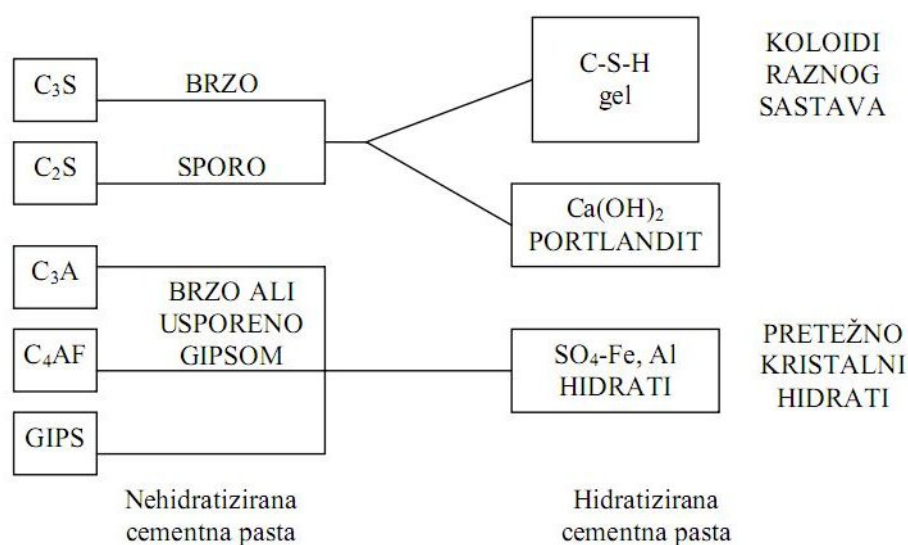 C₃S
BRZO
C-S-H
gel
KOLOIDI
RAZNOG
SASTAVA
C₂S
SPORO
Ca(OH)₂
PORTLANDIT
C₃A
BRZO ALI
USPORENO
GIPSOM
C₄AF
SO₄-Fe, Al
HIDRATI
PRETEŽNO
KRISTALNI
HIDRATI
GIPS
Nehidratizirana
cementna pasta
Hidratizirana
cementna pasta